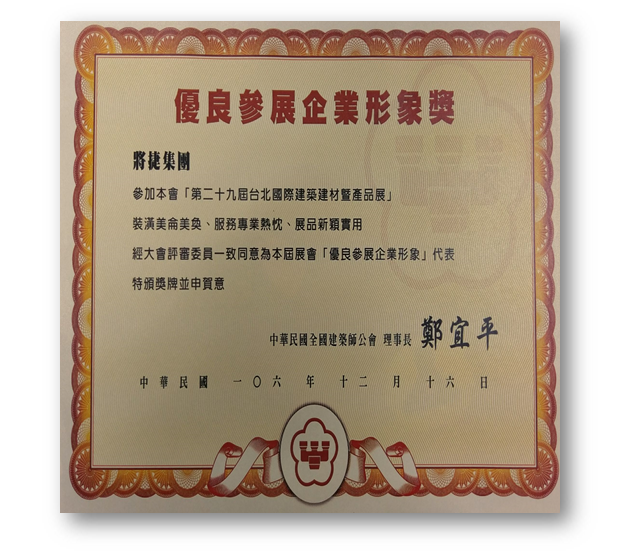 優良參展企業形象獎
將捷集團
參加本會「第二十九屆台北國際建築建材暨產品展」
裝潢美侖美奐、服務專業熱忱、展品新穎實用
經大會評審委員一致同意為本屆展會「優良參展企業形象」代表
特頒獎牌並申賀意
中華民國全國建築師公會 理事長 鄭宜平
中華民國 一〇六 年 十二 月 十六 日